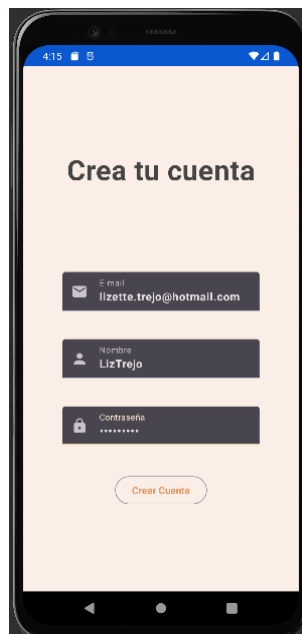 4:15
Crea tu cuenta
E-mail
lizette.trejo@hotmail.com
Nombre
LizTrejo
Contraseña
•••••••••
Crear Cuenta